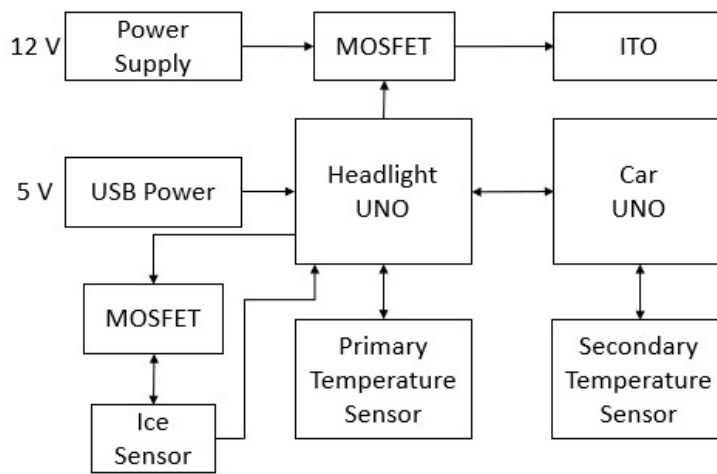 12 V
Power
Supply
MOSFET
ITO
5 V
USB Power
Headlight
UNO
Car
UNO
MOSFET
Primary
Temperature
Sensor
Secondary
Temperature
Sensor
Ice
Sensor